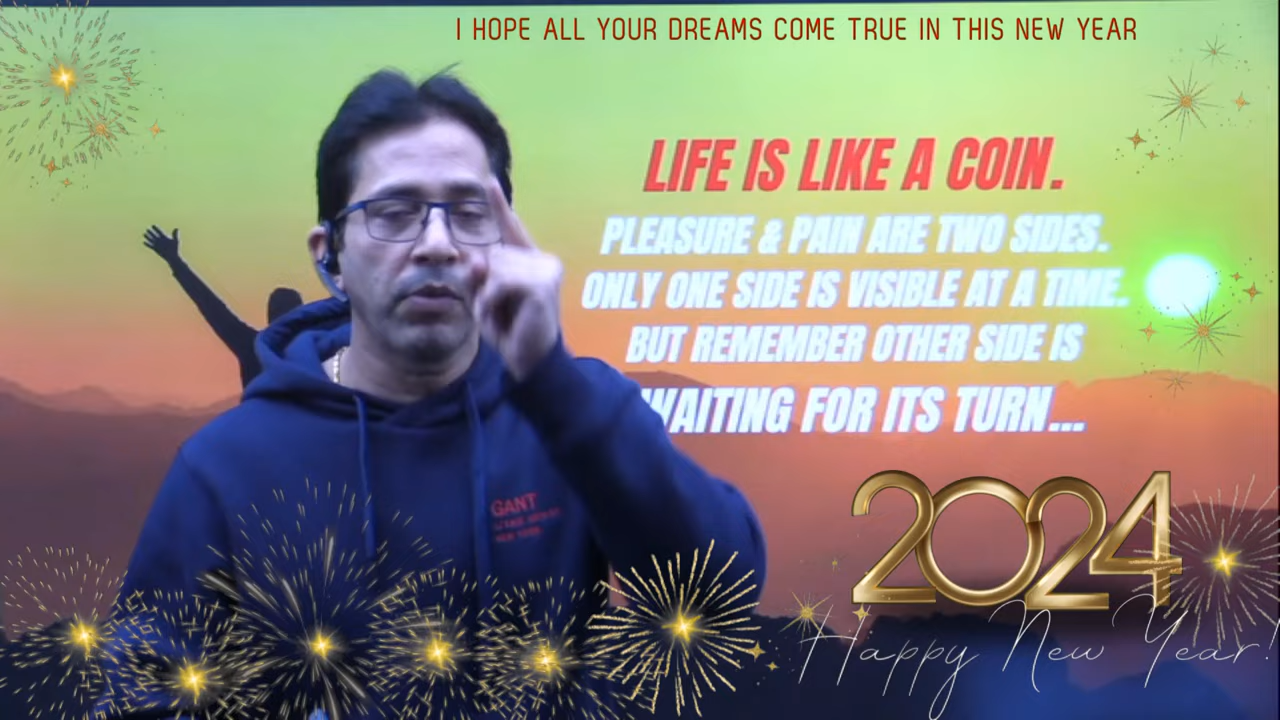 I HOPE ALL YOUR DREAMS COME TRUE IN THIS NEW YEAR
LIFE IS LIKE A COIN.
PLEASURE & PAIN ARE TWO SIDES.
ONLY ONE SIDE IS VISIBLE AT A TIME.
BUT REMEMBER OTHER SIDE IS
WAITING FOR ITS TURN...
GANT
NEW YORK
2024
Happy New Year!